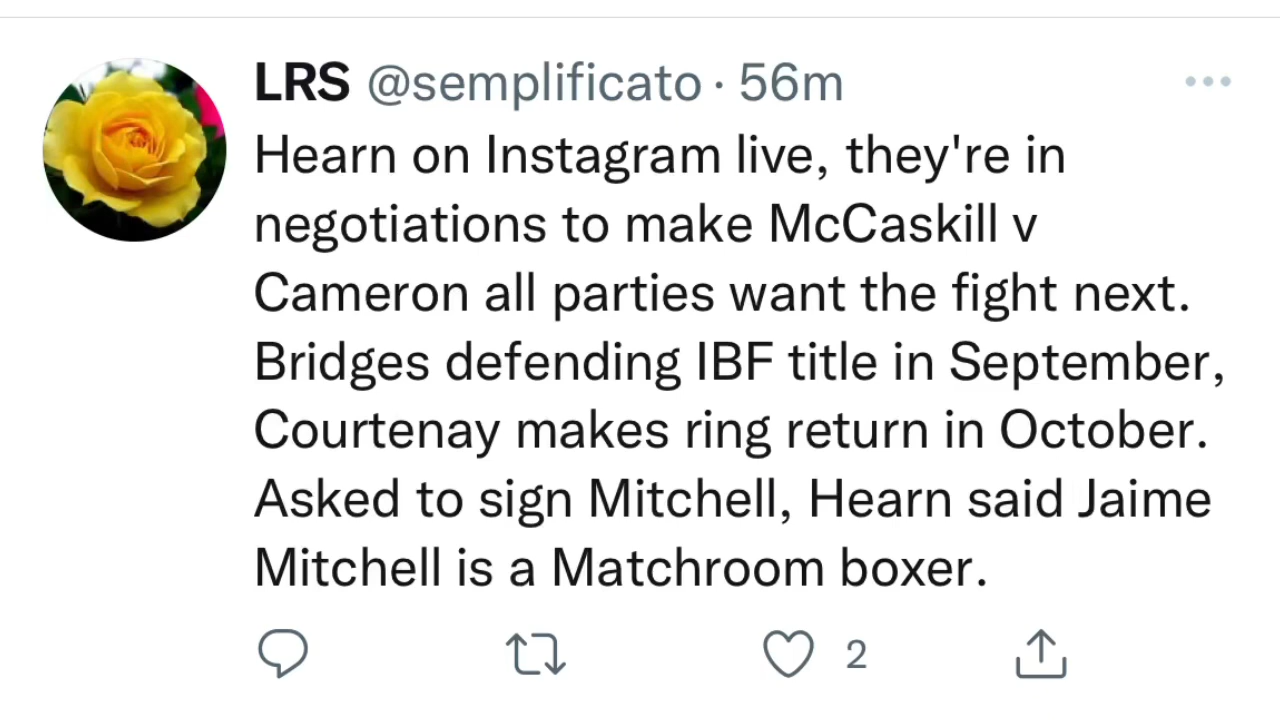 LRS @semplificato · 56m
Hearn on Instagram live, they're in
negotiations to make McCaskill v
Cameron all parties want the fight next.
Bridges defending IBF title in September,
Courtenay makes ring return in October.
Asked to sign Mitchell, Hearn said Jaime
Mitchell is a Matchroom boxer.
2